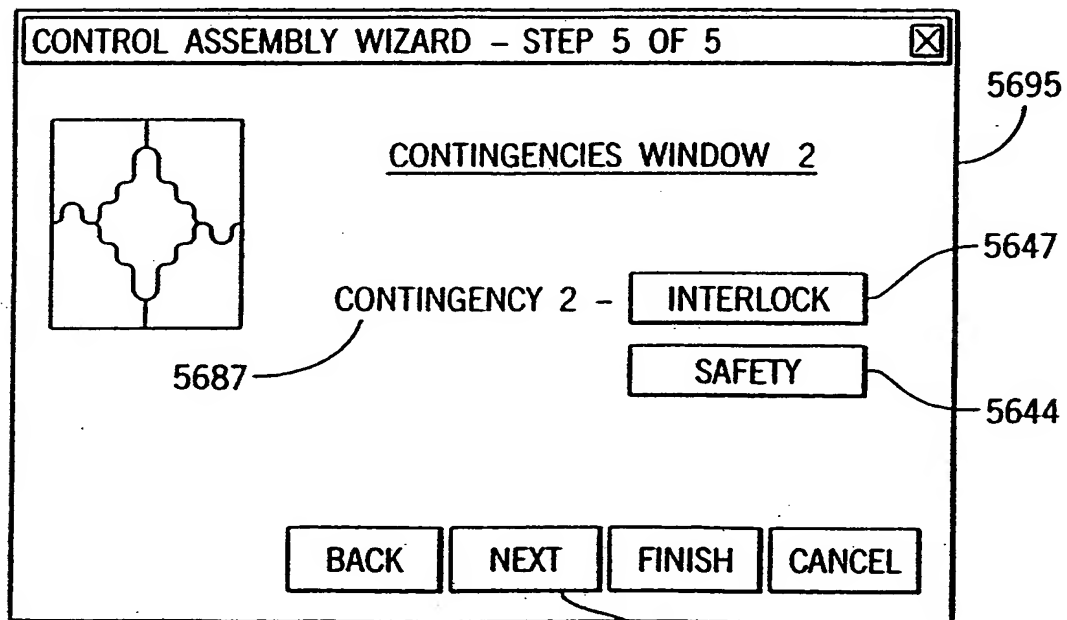 CONTROL ASSEMBLY WIZARD – STEP 5 OF 5
5695
CONTINGENCIES WINDOW 2
5647
CONTINGENCY 2 – INTERLOCK
5687
SAFETY
5644
BACK NEXT FINISH CANCEL